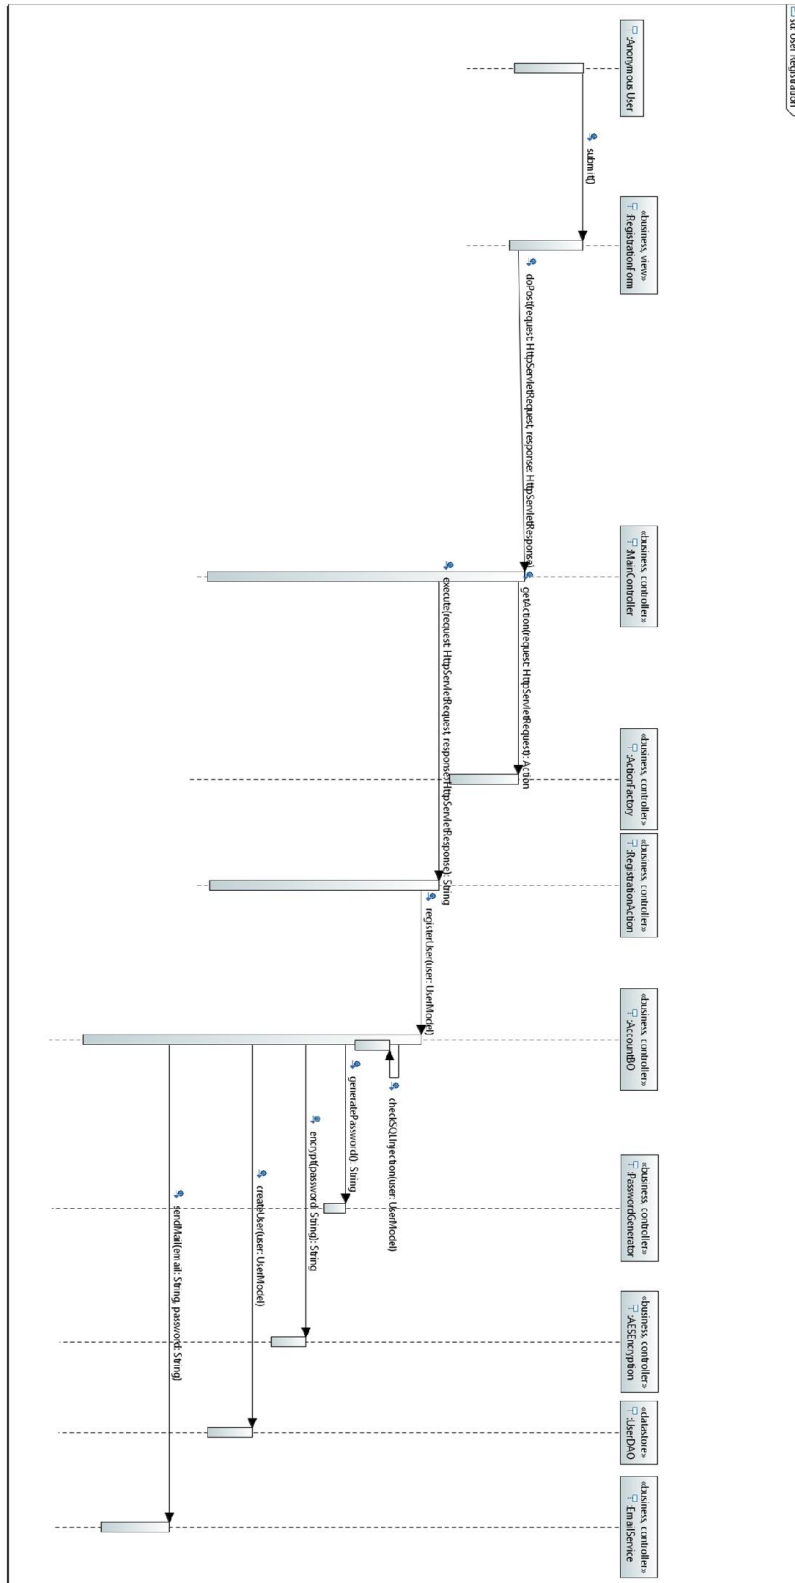 sd: User Registration
:Anonymous User
«business, view»
:RegistrationForm
«business, controller»
:MainController
«business, controller»
:ActionFactory
«business, controller»
:RegistrationAction
«business, controller»
:AccountBO
«business, controller»
:PasswordGenerator
«business, controller»
:AESEncryption
«datastore»
:UserDAO
«business, controller»
:EmailService
submit()
doPost(request: HttpServletRequest, response: HttpServletResponse)
getAction(request: HttpServletRequest): Action
execute(request: HttpServletRequest, response: HttpServletResponse): String
registerUser(user: UserModel)
checkSQLInjection(user: UserModel)
generatePassword(): String
encrypt(password: String): String
createUser(user: UserModel)
sendMail(email: String, password: String)